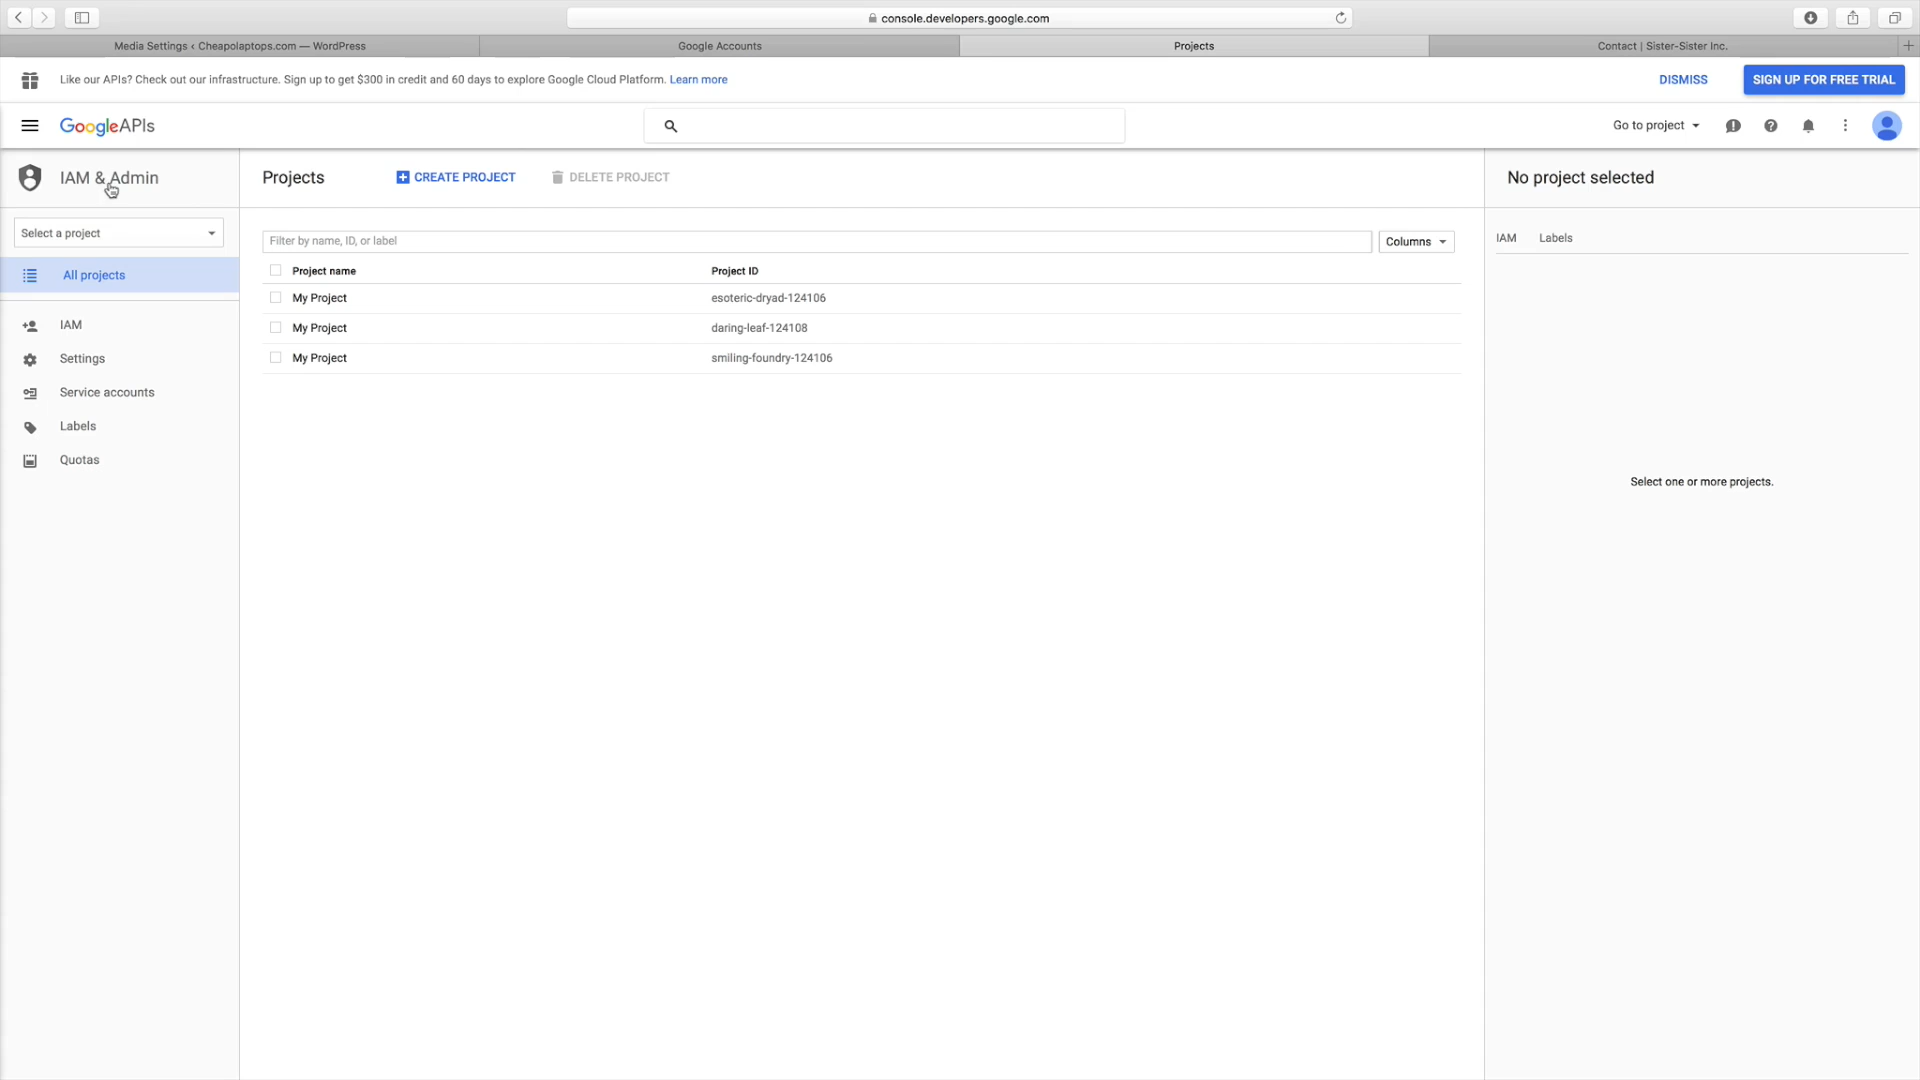 console.developers.google.com
Media Settings ‹ Cheapolaptops.com — WordPress
Google Accounts
Projects
Contact | Sister-Sister Inc.
Like our APIs? Check out our infrastructure. Sign up to get $300 in credit and 60 days to explore Google Cloud Platform. Learn more
DISMISS
SIGN UP FOR FREE TRIAL
Google APIs
Go to project
IAM & Admin
Projects
CREATE PROJECT
DELETE PROJECT
No project selected
Select a project
Filter by name, ID, or label
Columns
IAM
Labels
All projects
Project name
Project ID
My Project
esoteric-dryad-124106
My Project
daring-leaf-124108
My Project
smiling-foundry-124106
IAM
Settings
Service accounts
Labels
Quotas
Select one or more projects.